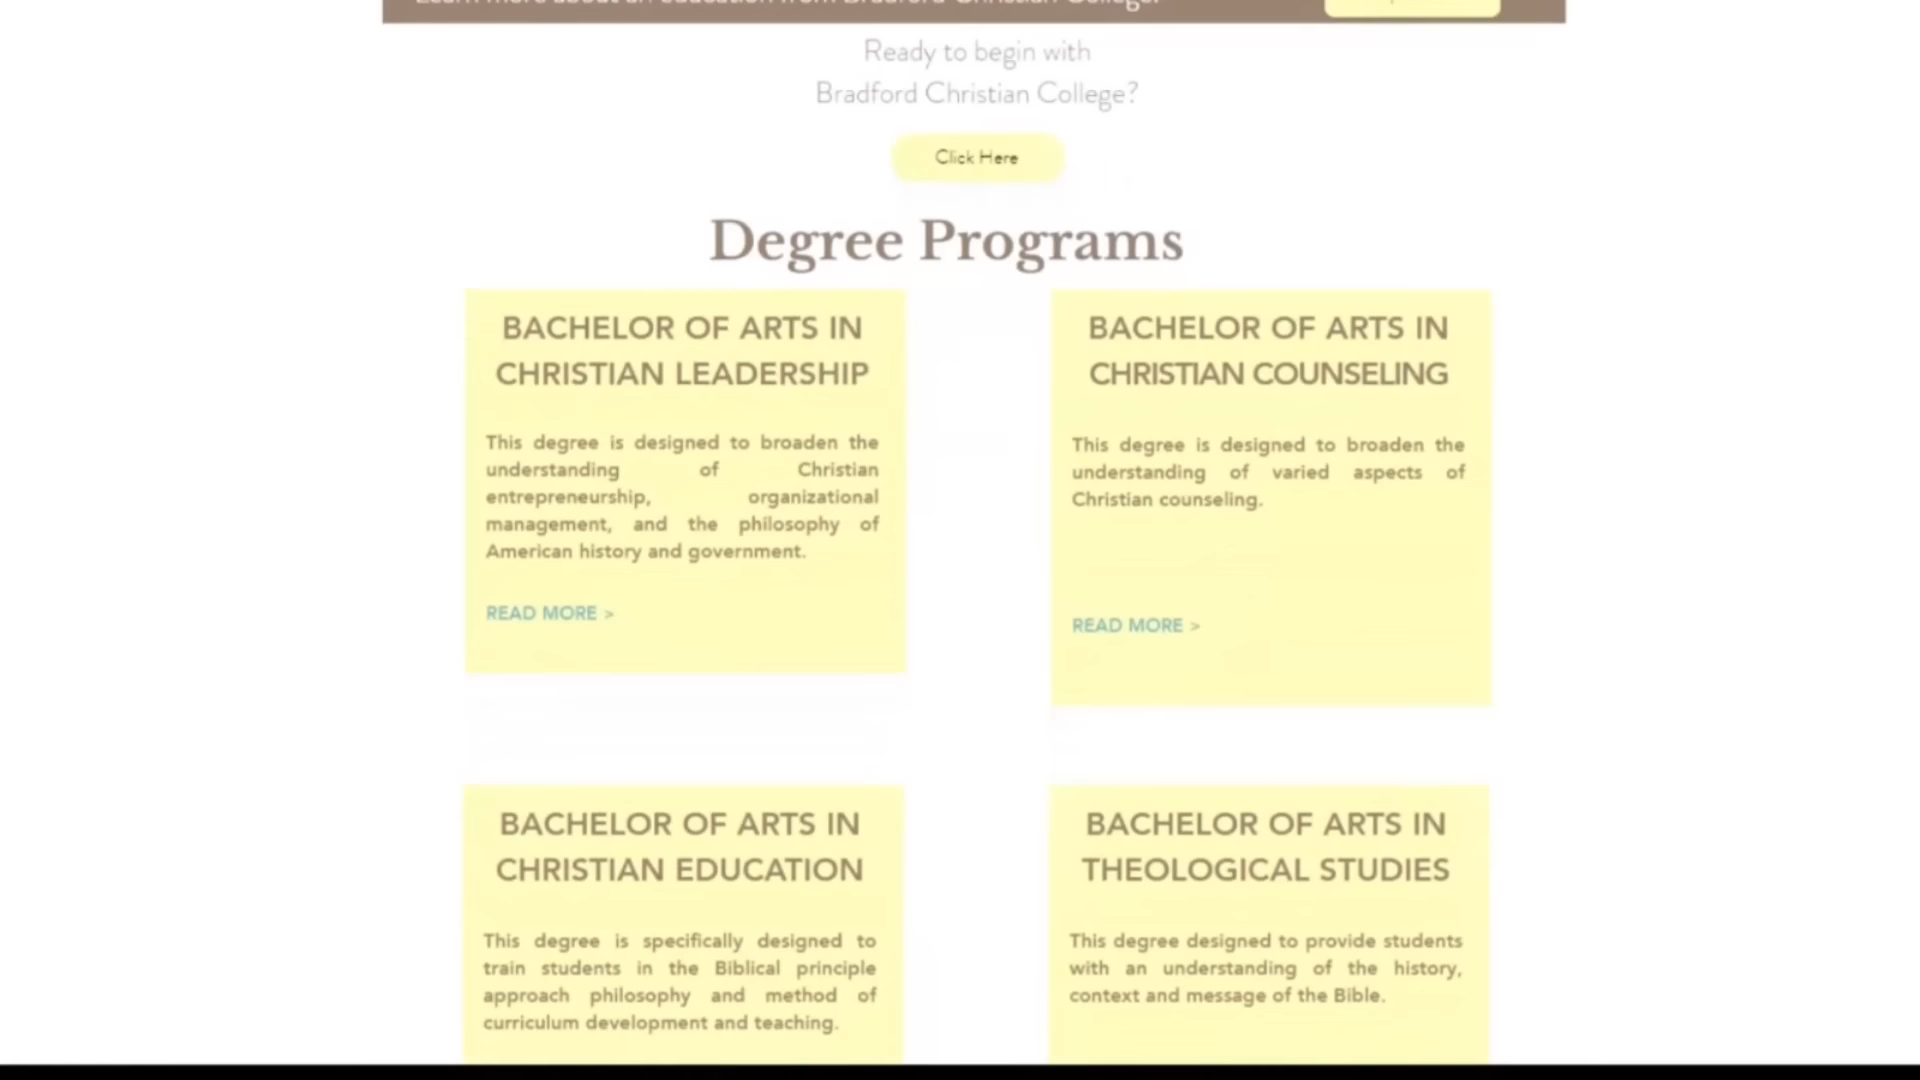 Learn more about an education from Bradford Christian College.
Ready to begin with
Bradford Christian College?
Click Here
Degree Programs
BACHELOR OF ARTS IN
CHRISTIAN LEADERSHIP
This degree is designed to broaden the
understanding of Christian
entrepreneurship, organizational
management, and the philosophy of
American history and government.
READ MORE >
BACHELOR OF ARTS IN
CHRISTIAN COUNSELING
This degree is designed to broaden the
understanding of varied aspects of
Christian counseling.
READ MORE >
BACHELOR OF ARTS IN
CHRISTIAN EDUCATION
This degree is specifically designed to
train students in the Biblical principle
approach philosophy and method of
curriculum development and teaching.
BACHELOR OF ARTS IN
THEOLOGICAL STUDIES
This degree designed to provide students
with an understanding of the history,
context and message of the Bible.